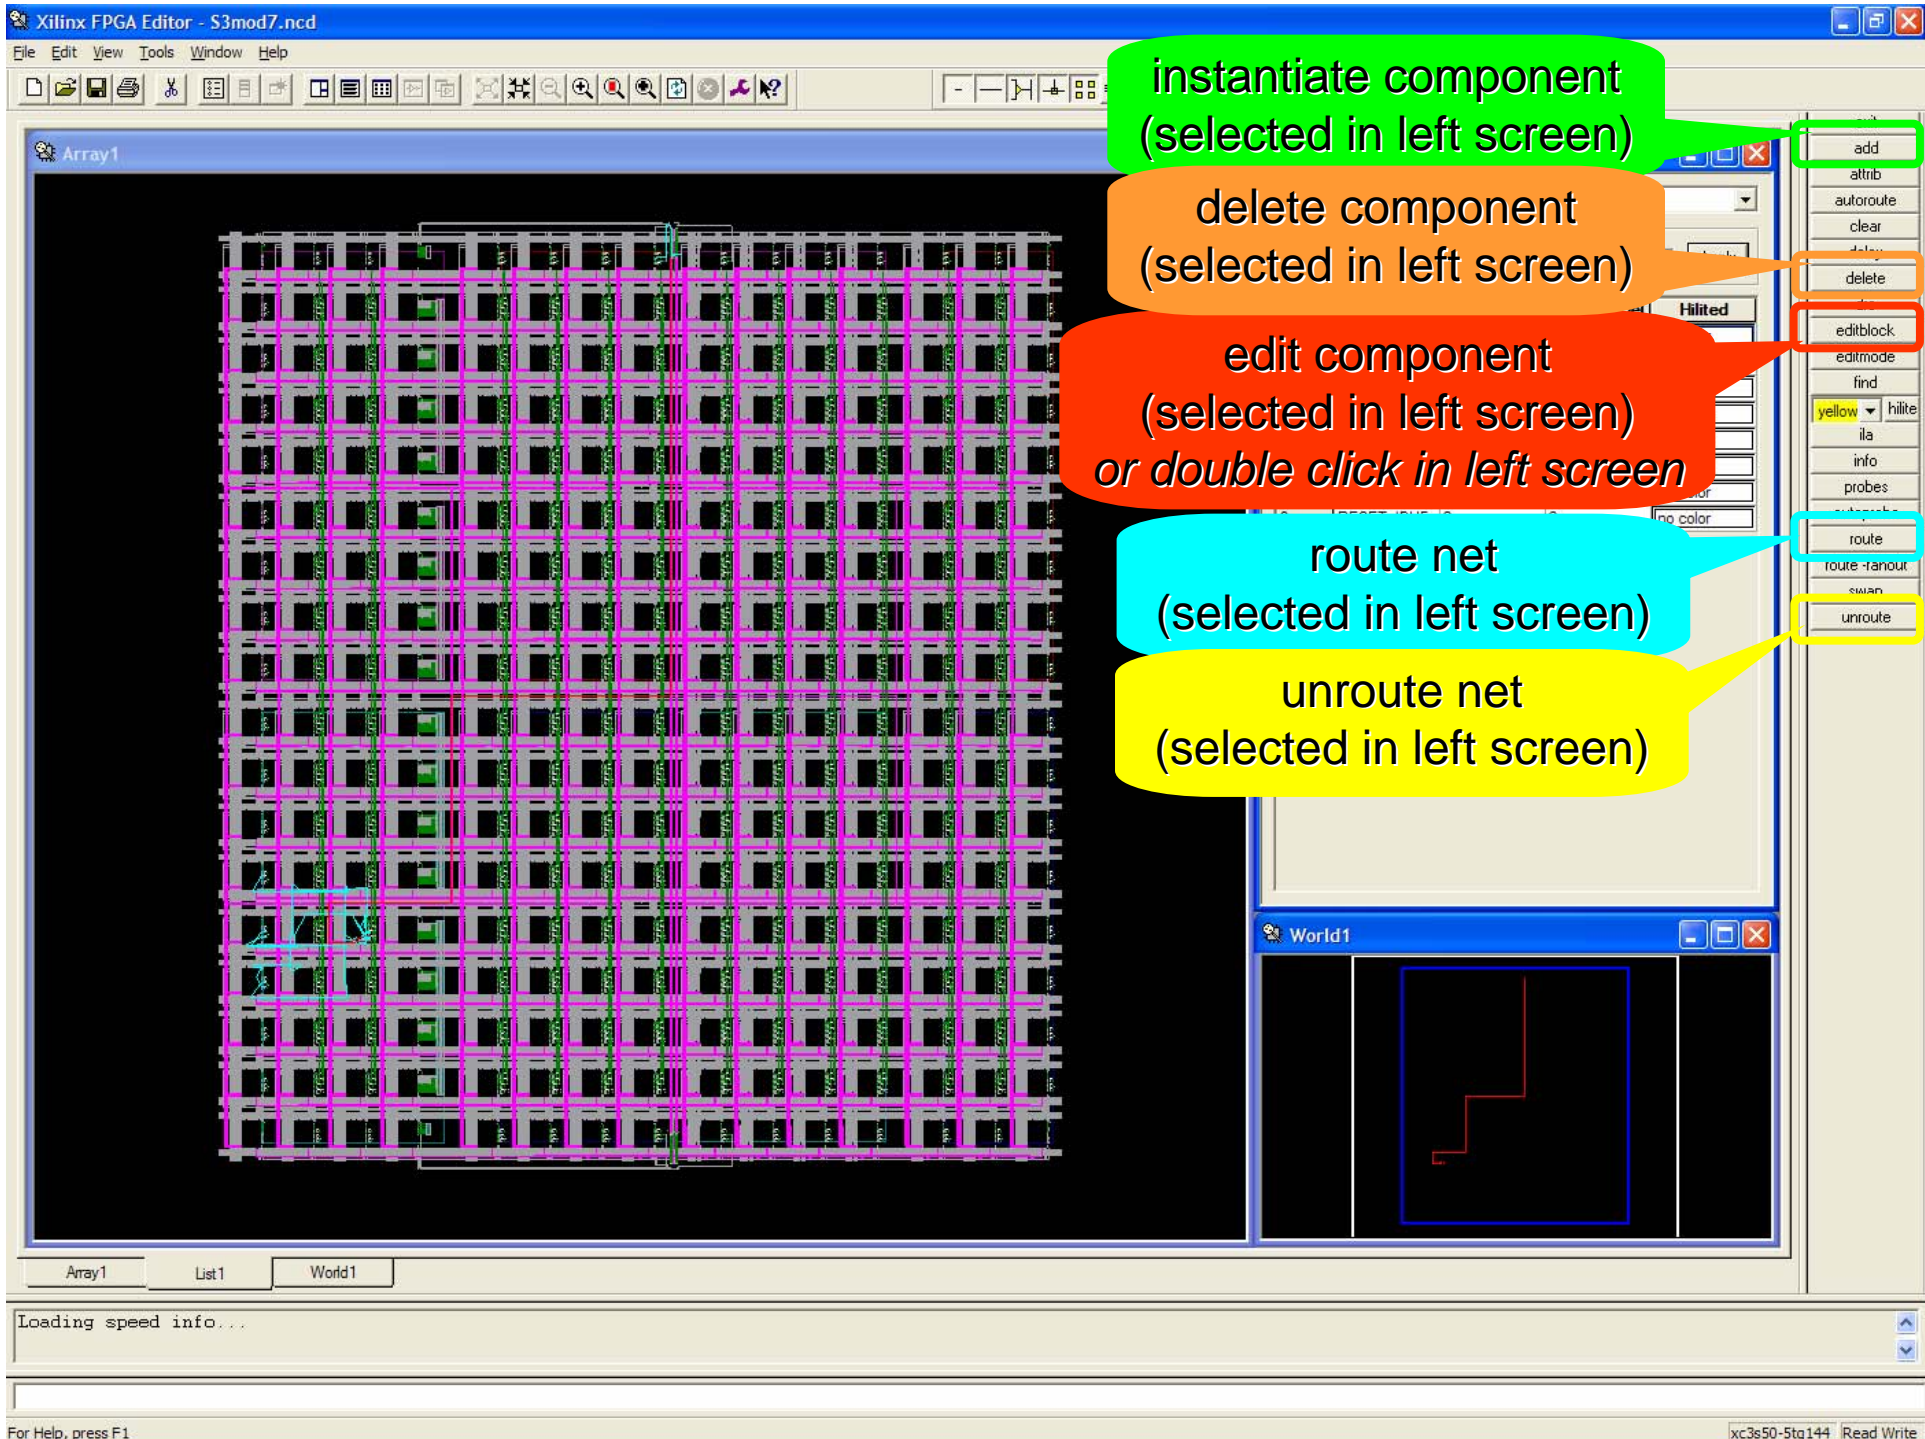 Xilinx FPGA Editor - S3mod7.ncd
File Edit View Tools Window Help
instantiate component
(selected in left screen)
delete component
(selected in left screen)
edit component
(selected in left screen)
or double click in left screen
route net
(selected in left screen)
unroute net
(selected in left screen)
Array1
Hilited
no color
add
attrib
autoroute
clear
delete
editblock
editmode
find
yellow hilite
ila
info
probes
route
route -fanout
swap
unroute
World1
Array1 List1 World1
Loading speed info...
For Help, press F1
xc3s50-5tq144 Read Write